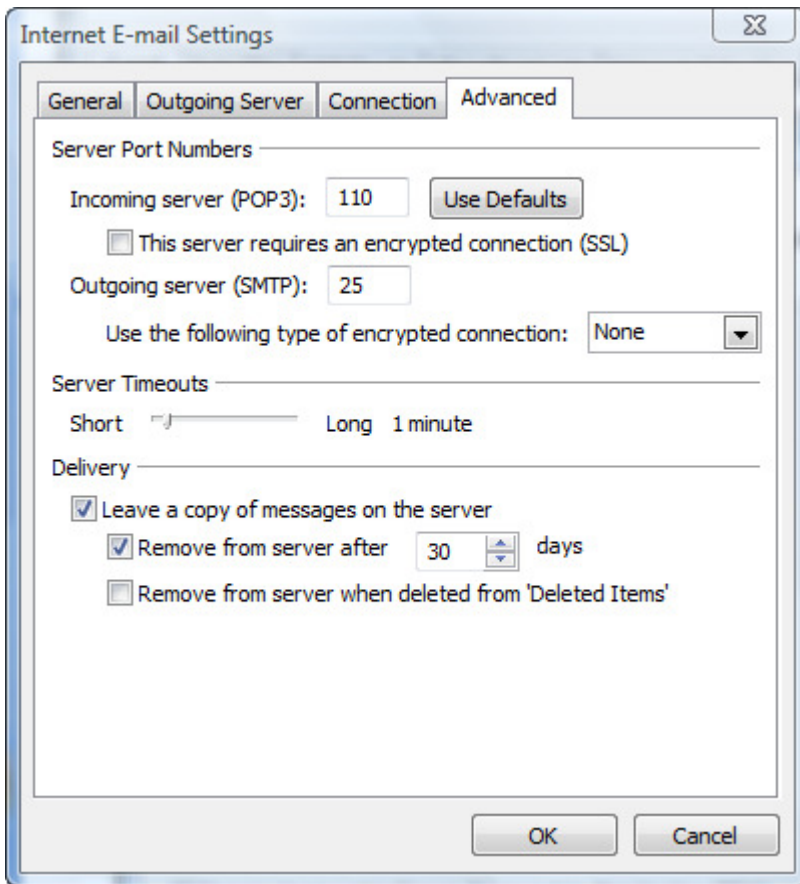 Internet E-mail Settings
General Outgoing Server Connection Advanced
Server Port Numbers
Incoming server (POP3): 110 Use Defaults
This server requires an encrypted connection (SSL)
Outgoing server (SMTP): 25
Use the following type of encrypted connection: None
Server Timeouts
Short Long 1 minute
Delivery
Leave a copy of messages on the server
Remove from server after 30 days
Remove from server when deleted from 'Deleted Items'
OK Cancel